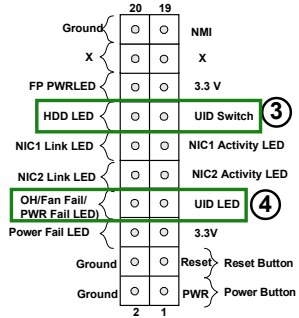 20 19
Ground NMI
X X
FP PWRLED 3.3 V
HDD LED UID Switch 3
NIC1 Link LED NIC1 Activity LED
NIC2 Link LED NIC2 Activity LED
OH/Fan Fail/
PWR Fail LED) UID LED 4
Power Fail LED 3.3V
Ground Reset Reset Button
Ground PWR Power Button
2 1